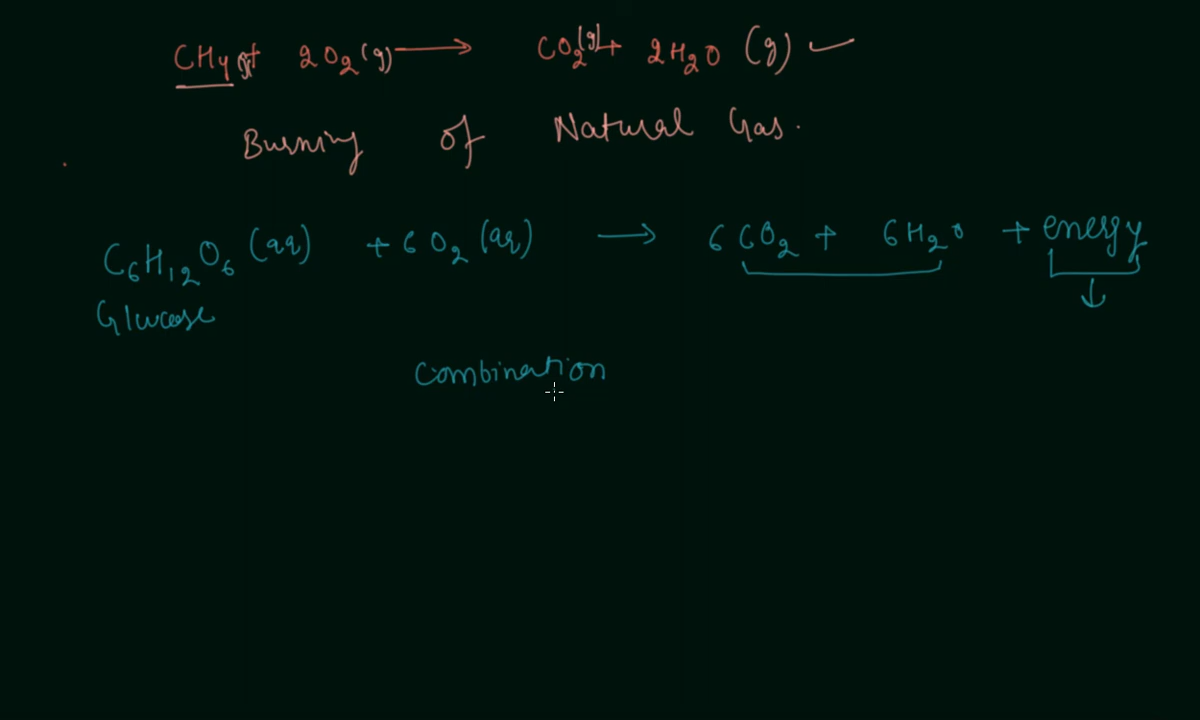 CH4(g) + 2O2(g) → CO2(g) + 2H2O (g) ✓
Burning of Natural Gas.
C6H12O6 (aq) + 6O2 (aq) → 6CO2 + 6H2O + energy
↓
Glucose
Combination